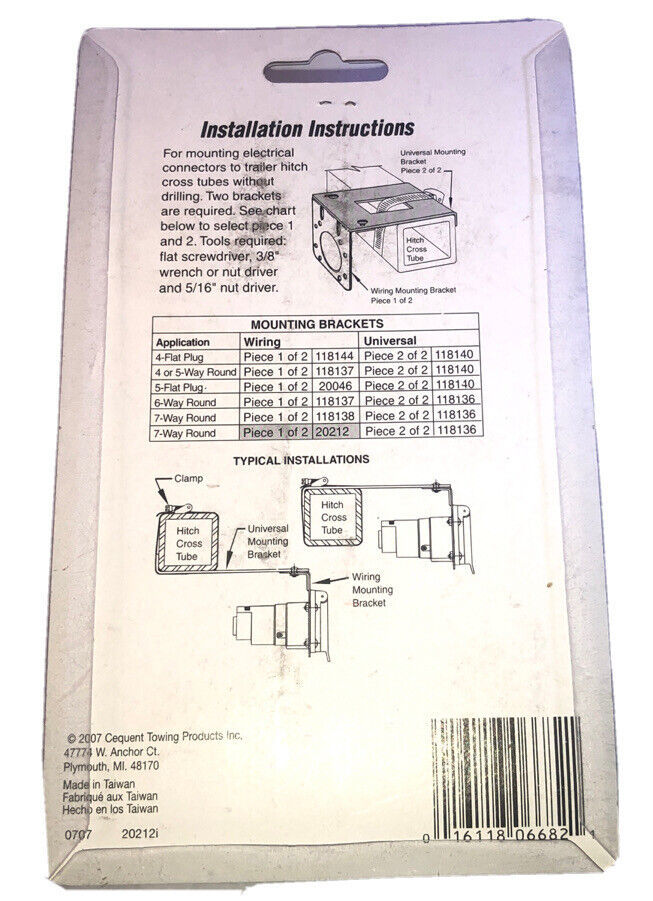 Installation Instructions
For mounting electrical
connectors to trailer hitch
cross tubes without
drilling. Two brackets
are required. See chart
below to select piece 1
and 2. Tools required:
flat screwdriver, 3/8"
wrench or nut driver
and 5/16" nut driver.
Universal Mounting
Bracket
Piece 2 of 2
Hitch
Cross
Tube
Wiring Mounting Bracket
Piece 1 of 2
MOUNTING BRACKETS
Application Wiring Universal
4-Flat Plug Piece 1 of 2 118144 Piece 2 of 2 118140
4 or 5-Way Round Piece 1 of 2 118137 Piece 2 of 2 118140
5-Flat Plug Piece 1 of 2 20046 Piece 2 of 2 118140
6-Way Round Piece 1 of 2 118137 Piece 2 of 2 118136
7-Way Round Piece 1 of 2 118138 Piece 2 of 2 118136
7-Way Round Piece 1 of 2 20212 Piece 2 of 2 118136
TYPICAL INSTALLATIONS
Clamp
Hitch
Cross
Tube
Universal
Mounting
Bracket
Hitch
Cross
Tube
Wiring
Mounting
Bracket
© 2007 Cequent Towing Products Inc.
47774 W. Anchor Ct.
Plymouth, MI. 48170
Made in Taiwan
Fabriqué aux Taiwan
Hecho en los Taiwan
0707 20212i
0 16118 06682 1